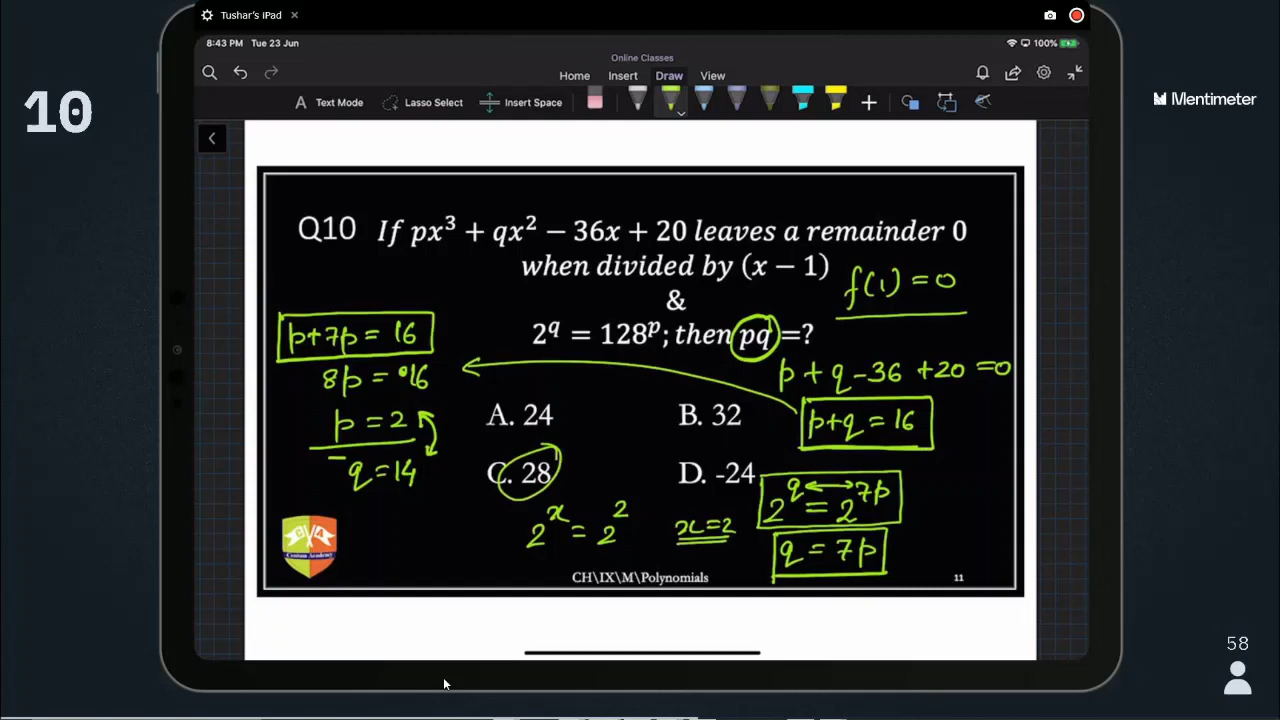 Tushar's iPad ×
8:43 PM Tue 23 Jun
100%
Online Classes
Home Insert Draw View
Text Mode Lasso Select Insert Space
10
Mentimeter
Q10 If px³ + qx² − 36x + 20 leaves a remainder 0
when divided by (x − 1)
f(1) = 0
&
2^q = 128^p; then pq =?
p+7p = 16
8p = 16
p = 2
q = 14
p + q − 36 + 20 = 0
p+q = 16
A. 24 B. 32
C. 28 D. -24
2^q = 2^7p
q = 7p
2^x = 2^2
x = 2
Centum Academy
CH\IX\M\Polynomials
11
58